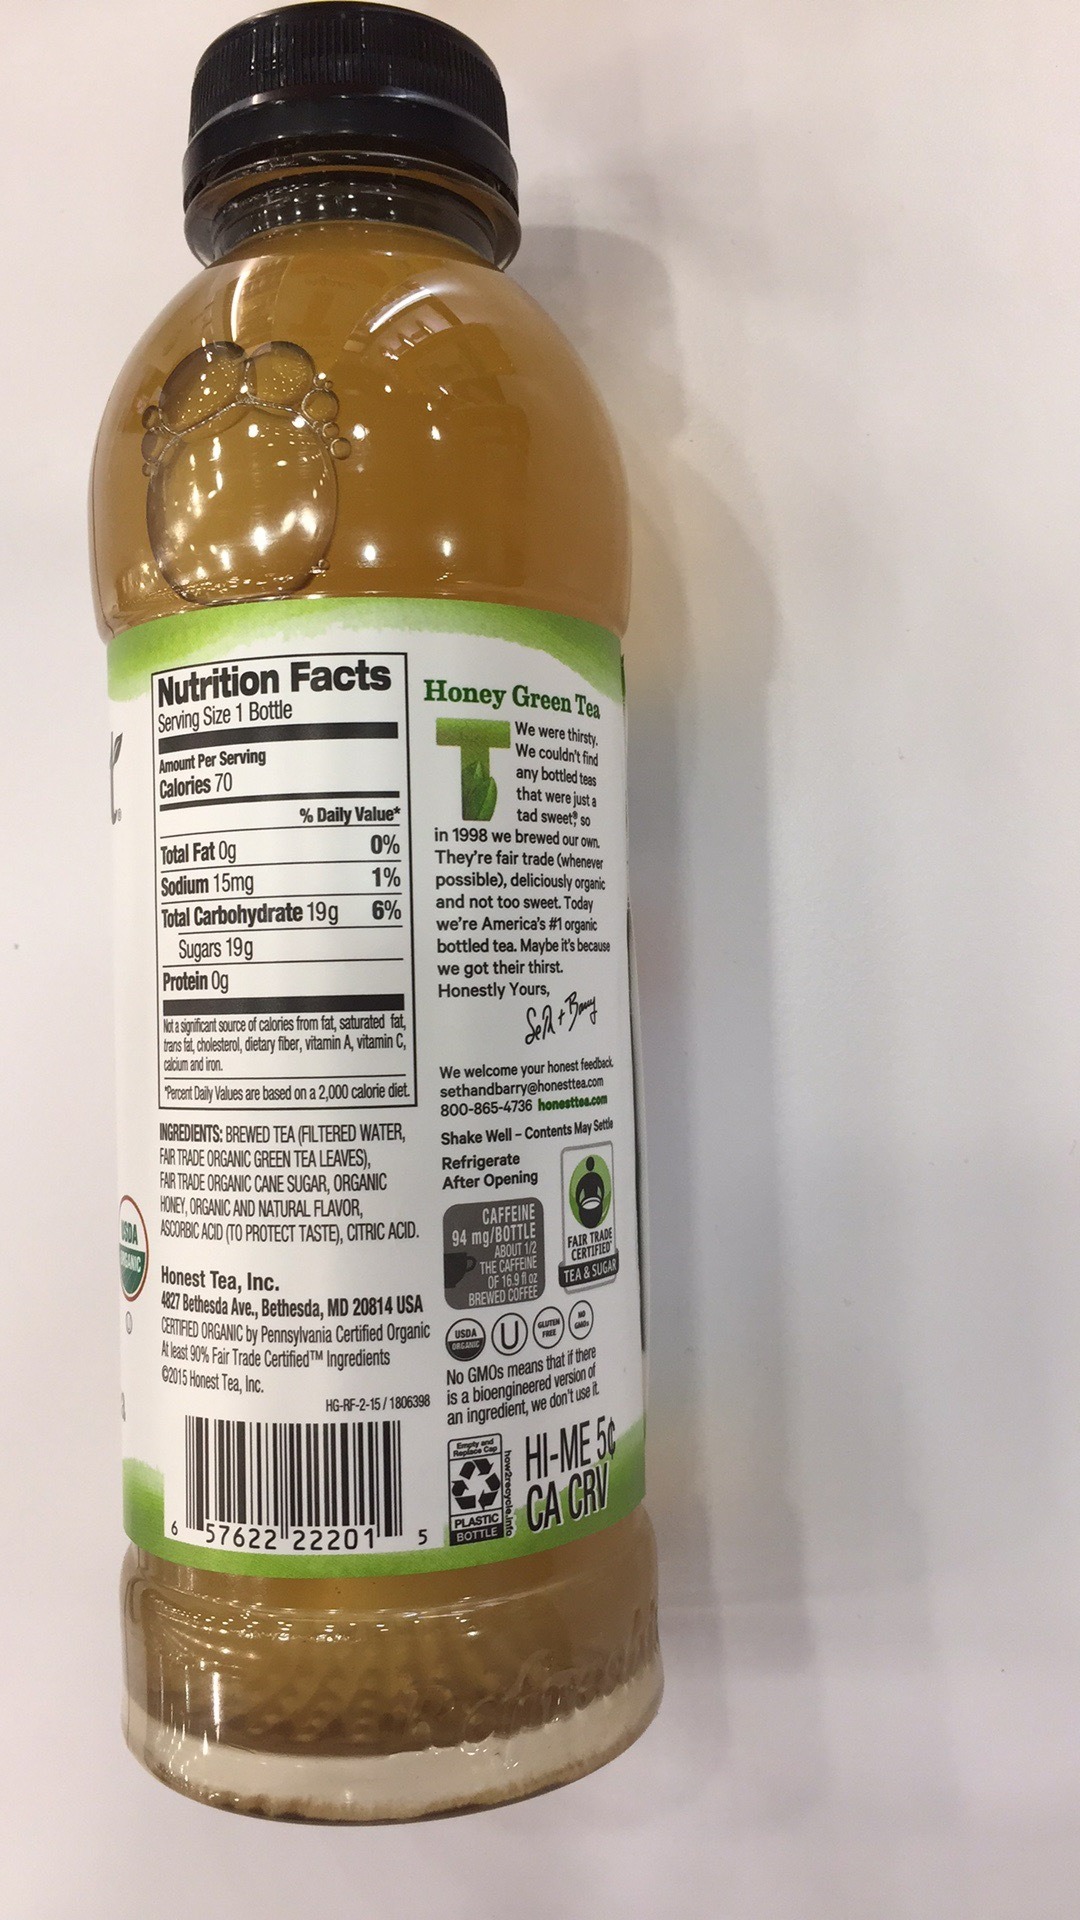 Nutrition Facts
Serving Size 1 Bottle
Amount Per Serving
Calories 70
% Daily Value*
Total Fat 0g 0%
Sodium 15mg 1%
Total Carbohydrate 19g 6%
Sugars 19g
Protein 0g
Not a significant source of calories from fat, saturated fat,
trans fat, cholesterol, dietary fiber, vitamin A, vitamin C,
calcium and iron.
*Percent Daily Values are based on a 2,000 calorie diet.
INGREDIENTS: BREWED TEA (FILTERED WATER,
FAIR TRADE ORGANIC GREEN TEA LEAVES),
FAIR TRADE ORGANIC CANE SUGAR, ORGANIC
HONEY, ORGANIC AND NATURAL FLAVOR,
ASCORBIC ACID (TO PROTECT TASTE), CITRIC ACID.
Honest Tea, Inc.
4827 Bethesda Ave., Bethesda, MD 20814 USA
CERTIFIED ORGANIC by Pennsylvania Certified Organic
At least 90% Fair Trade Certified™ Ingredients
©2015 Honest Tea, Inc.
HG-RF-2-15 / 1806398
6 57622 22201 5
USDA
ORGANIC
Honey Green Tea
T
We were thirsty.
We couldn't find
any bottled teas
that were just a
tad sweet®, so
in 1998 we brewed our own.
They're fair trade (whenever
possible), deliciously organic
and not too sweet. Today
we're America's #1 organic
bottled tea. Maybe it's because
we got their thirst.
Honestly Yours,
Seth + Barry
We welcome your honest feedback.
sethandbarry@honesttea.com
800-865-4736 honesttea.com
Shake Well – Contents May Settle
Refrigerate
After Opening
CAFFEINE
94 mg/BOTTLE
ABOUT 1/2
THE CAFFEINE
OF 16.9 fl oz
BREWED COFFEE
FAIR TRADE
CERTIFIED
TEA & SUGAR
USDA
ORGANIC
U
GLUTEN
FREE
NO
GMOs
No GMOs means that if there
is a bioengineered version of
an ingredient, we don't use it.
Empty and
Replace Cap
PLASTIC
BOTTLE
how2recycle.info
HI-ME 5¢
CA CRV